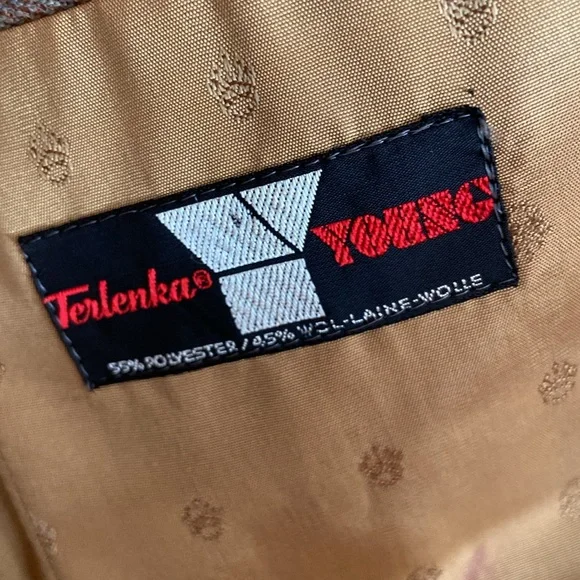 Terlenka®
YOUNG
55% POLYESTER / 45% WOL-LAINE-WOLLE